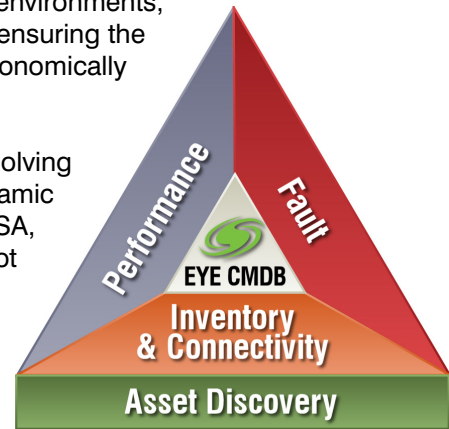 environments,
ensuring the
onomically
olving
amic
SA,
ot
Performance
Fault
EYE CMDB
Inventory
& Connectivity
Asset Discovery